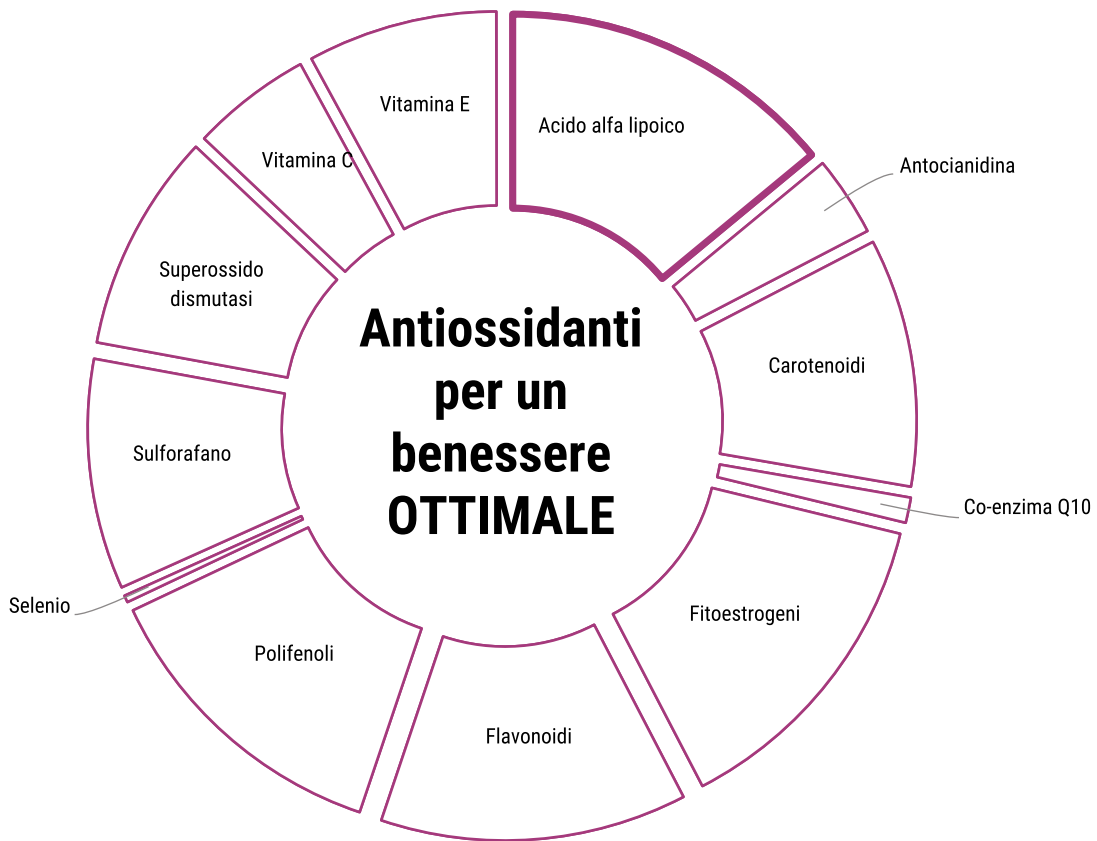 Vitamina E
Acido alfa lipoico
Vitamina C
Antocianidina
Superossido
dismutasi
Antiossidanti
per un
benessere
OTTIMALE
Carotenoidi
Sulforafano
Co-enzima Q10
Selenio
Fitoestrogeni
Polifenoli
Flavonoidi